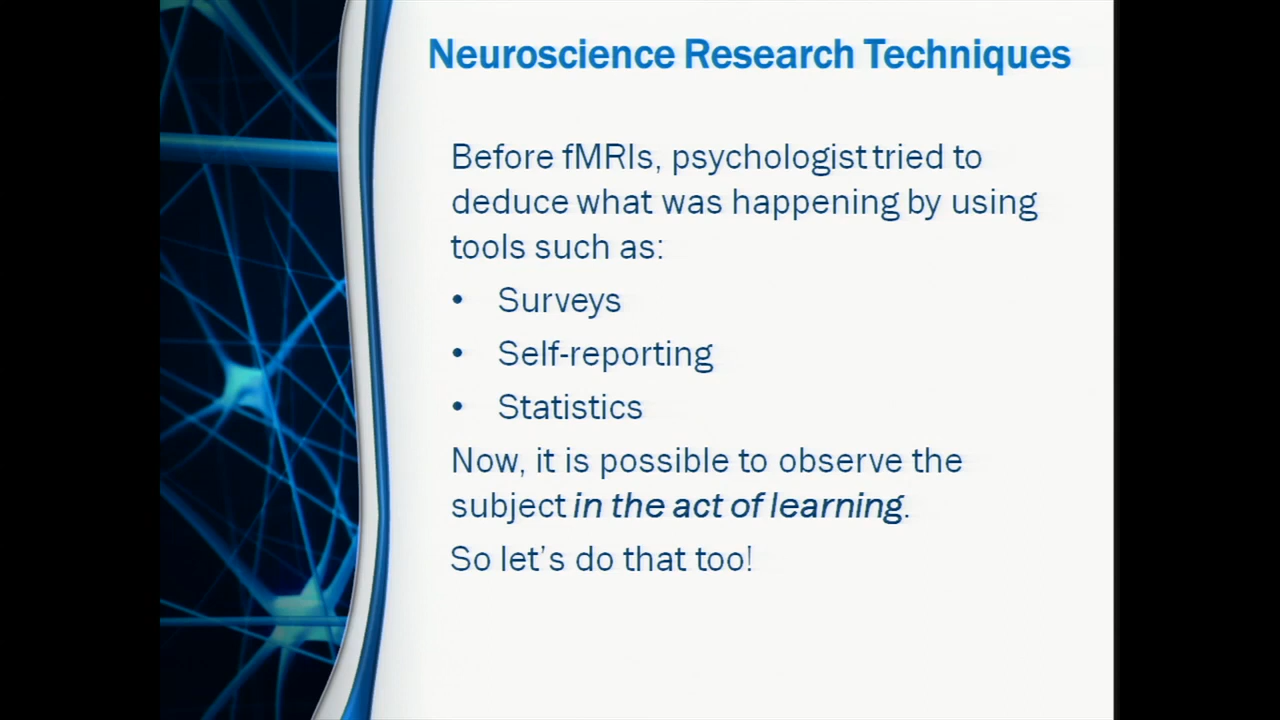 Neuroscience Research Techniques
Before fMRIs, psychologist tried to
deduce what was happening by using
tools such as:
• Surveys
• Self-reporting
• Statistics
Now, it is possible to observe the
subject in the act of learning.
So let's do that too!